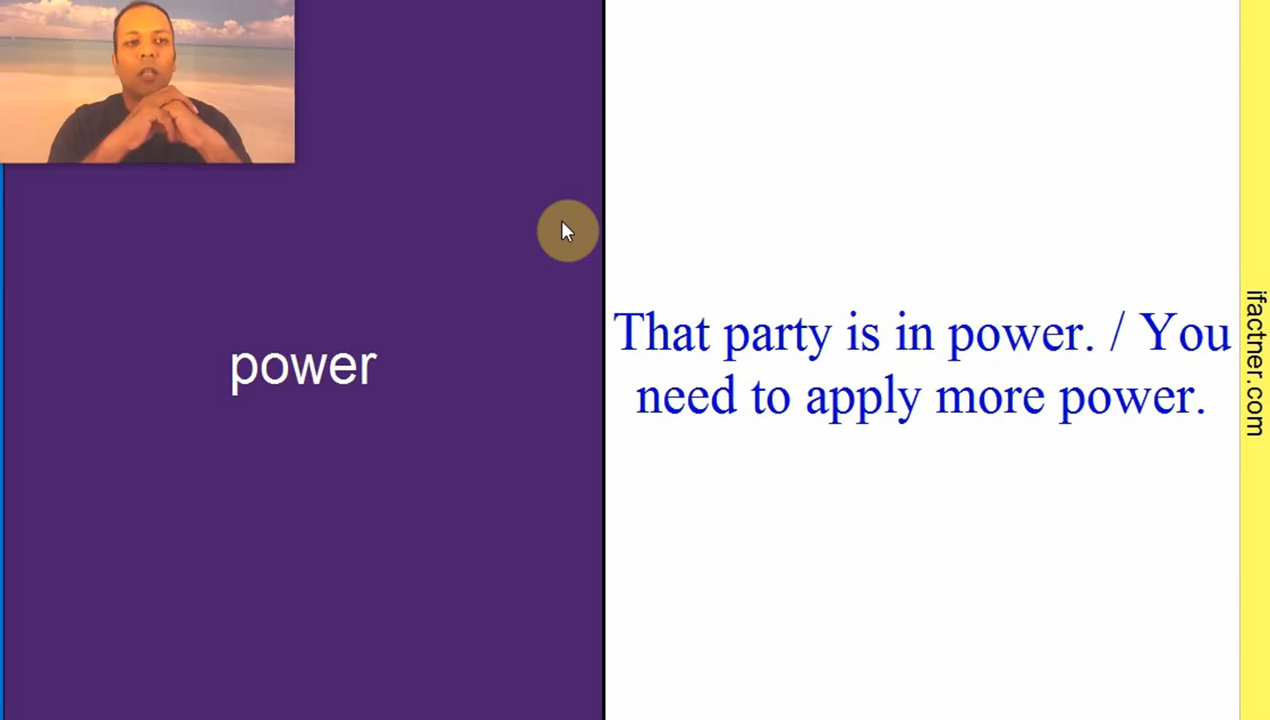 power
That party is in power. / You
need to apply more power.
ifactner.com